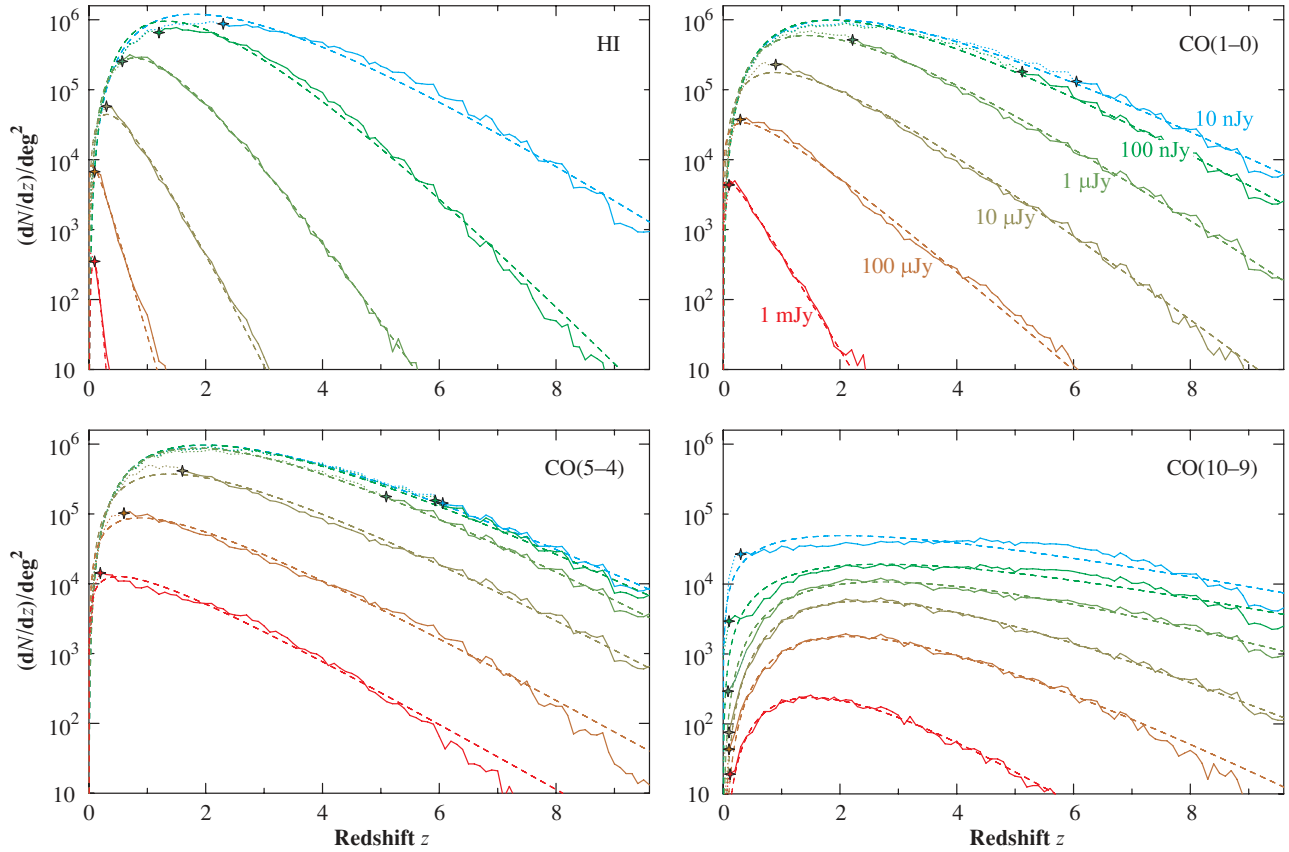 HI
(dN/dz)/deg²
10⁶
10⁵
10⁴
10³
10²
10
0 2 4 6 8
CO(1–0)
10 nJy
100 nJy
1 μJy
10 μJy
100 μJy
1 mJy
10⁶
10⁵
10⁴
10³
10²
10
0 2 4 6 8
CO(5–4)
(dN/dz)/deg²
10⁶
10⁵
10⁴
10³
10²
10
0 2 4 6 8
Redshift z
CO(10–9)
10⁶
10⁵
10⁴
10³
10²
10
0 2 4 6 8
Redshift z